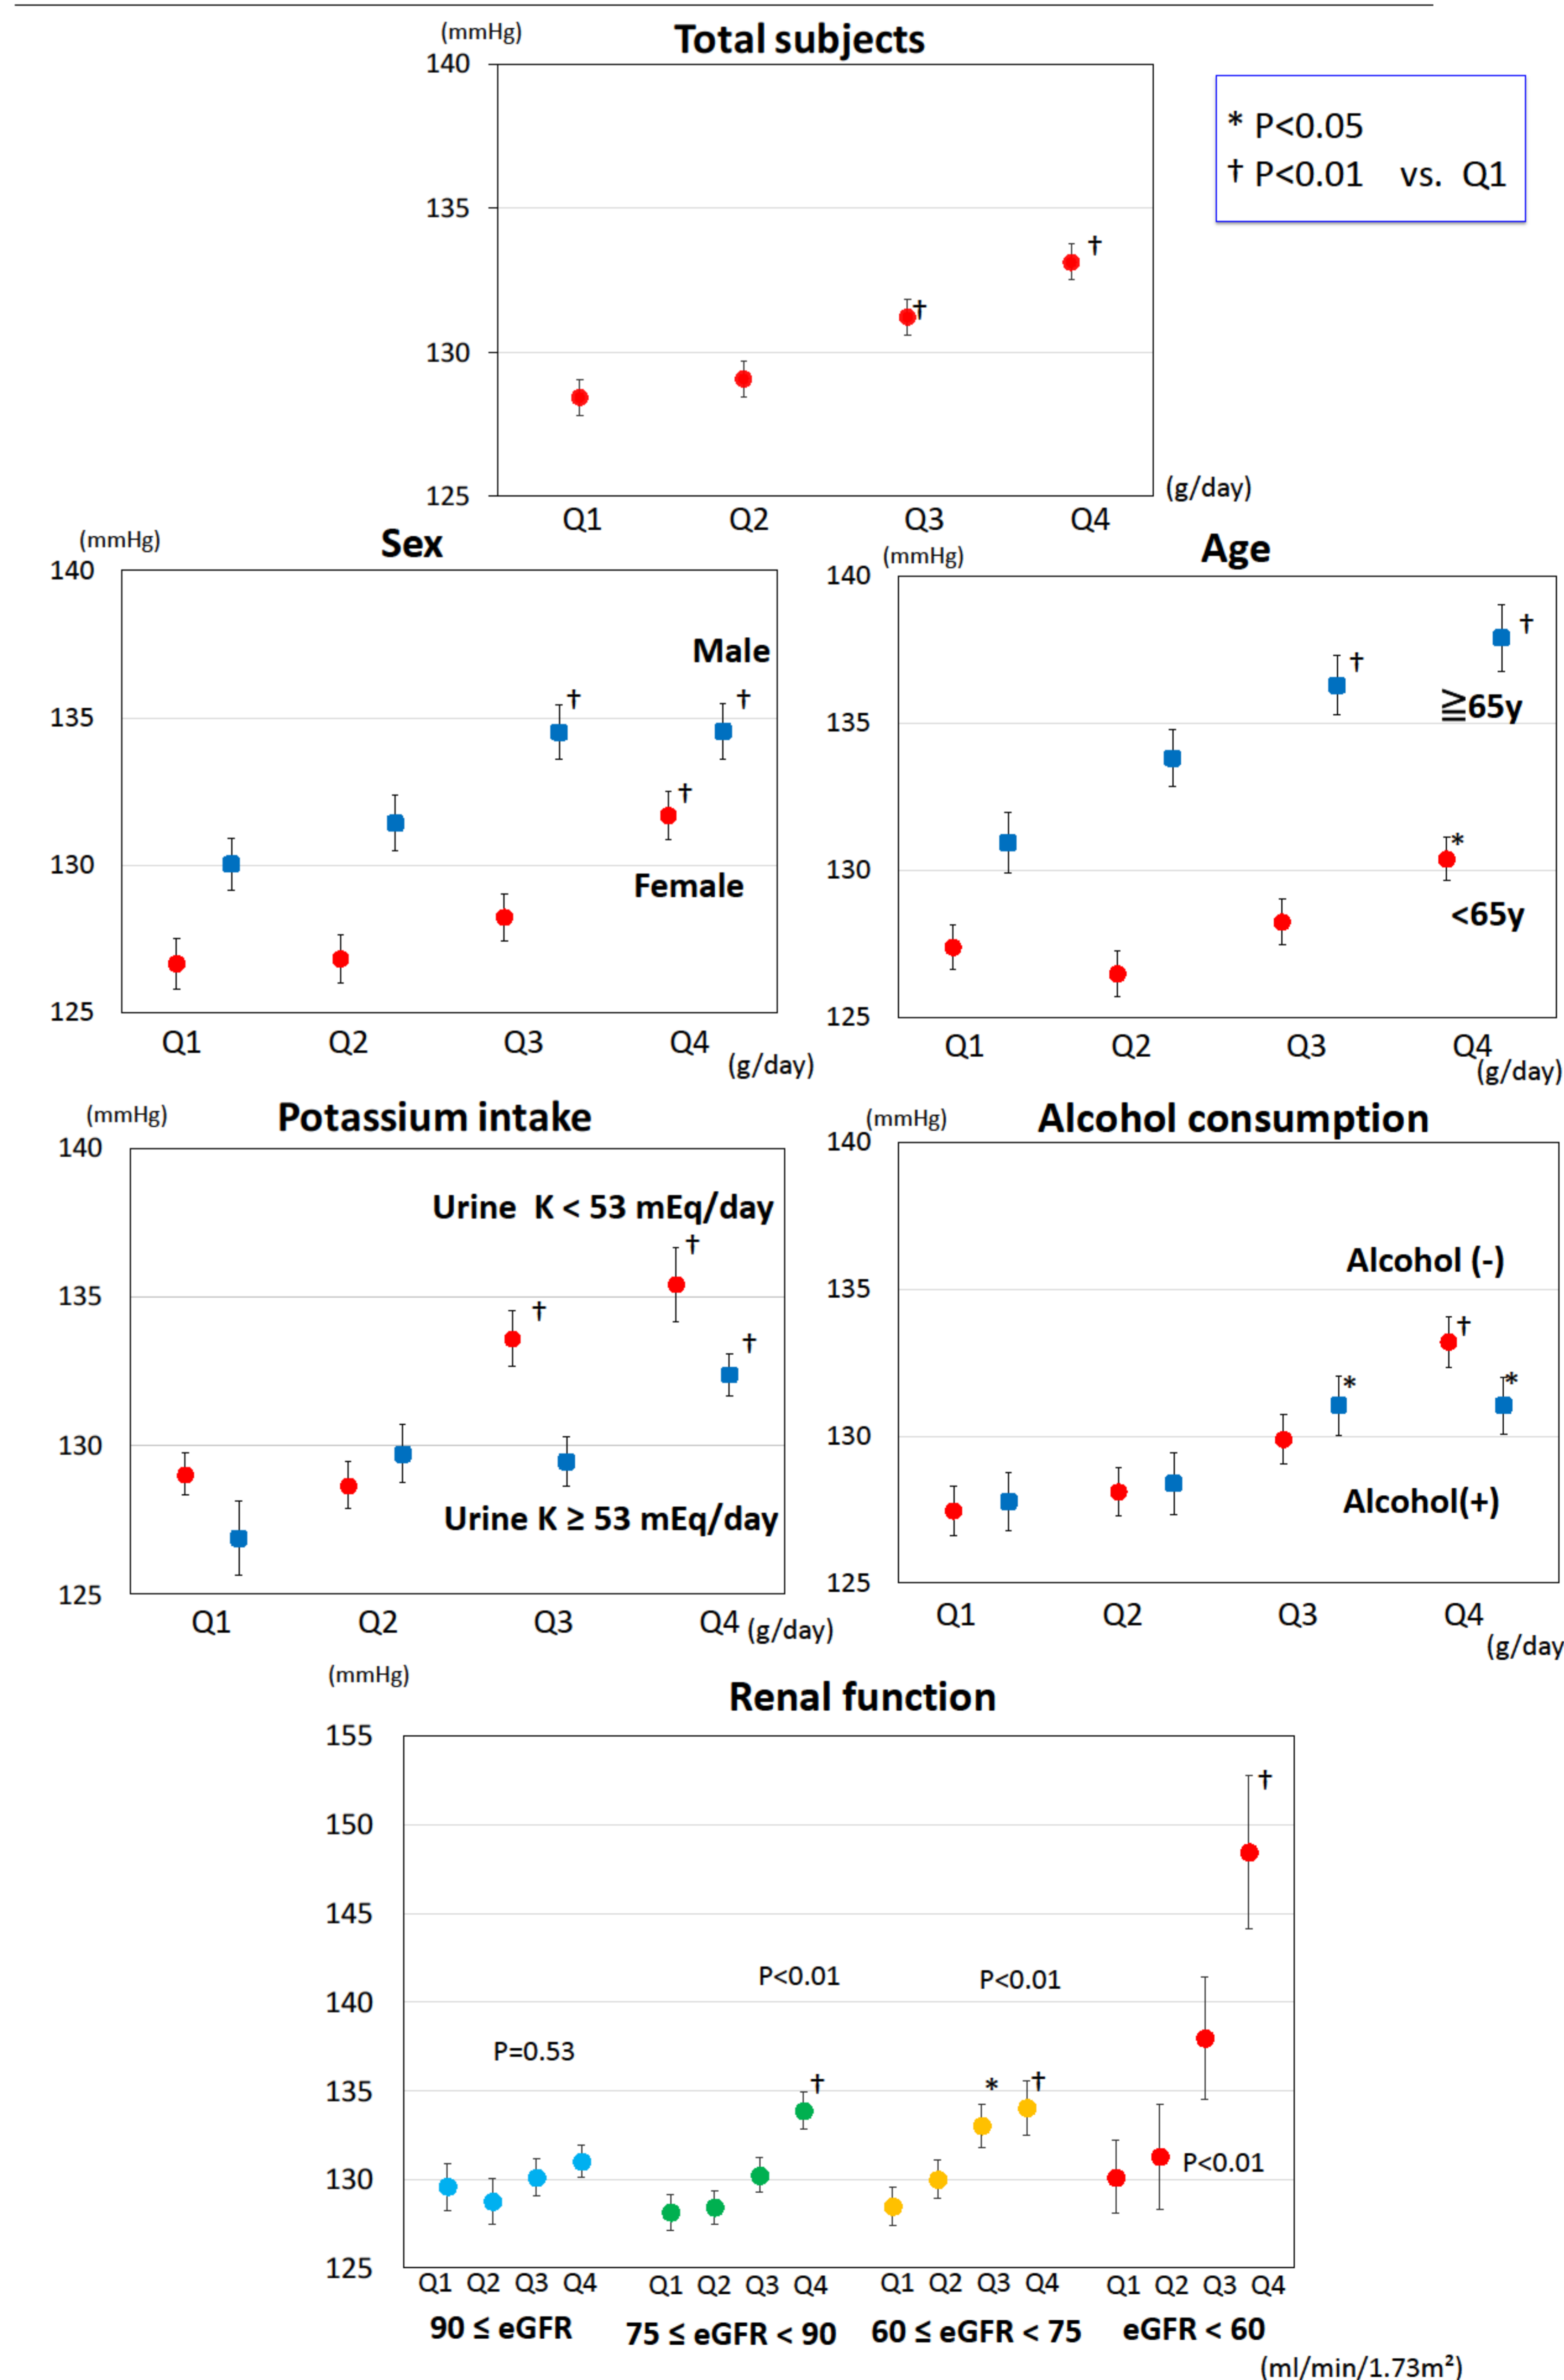 (mmHg)
Total subjects
140
135
130
125
†
†
Q1 Q2 Q3 Q4
(g/day)
* P<0.05
† P<0.01 vs. Q1
(mmHg)
Sex
140
135
130
125
Male
†
†
†
Female
Q1 Q2 Q3 Q4
(g/day)
(mmHg)
Age
140
135
130
125
†
†
≧65y
*
<65y
Q1 Q2 Q3 Q4
(g/day)
(mmHg)
Potassium intake
140
135
130
125
Urine K < 53 mEq/day
†
†
†
Urine K ≥ 53 mEq/day
Q1 Q2 Q3 Q4
(g/day)
(mmHg)
Alcohol consumption
140
135
130
125
Alcohol (-)
†
*
*
Alcohol(+)
Q1 Q2 Q3 Q4
(g/day
(mmHg)
Renal function
155
150
145
140
135
130
125
†
P<0.01
P<0.01
P=0.53
†
*
†
P<0.01
Q1 Q2 Q3 Q4 Q1 Q2 Q3 Q4 Q1 Q2 Q3 Q4 Q1 Q2 Q3 Q4
90 ≤ eGFR 75 ≤ eGFR < 90 60 ≤ eGFR < 75 eGFR < 60
(ml/min/1.73m²)